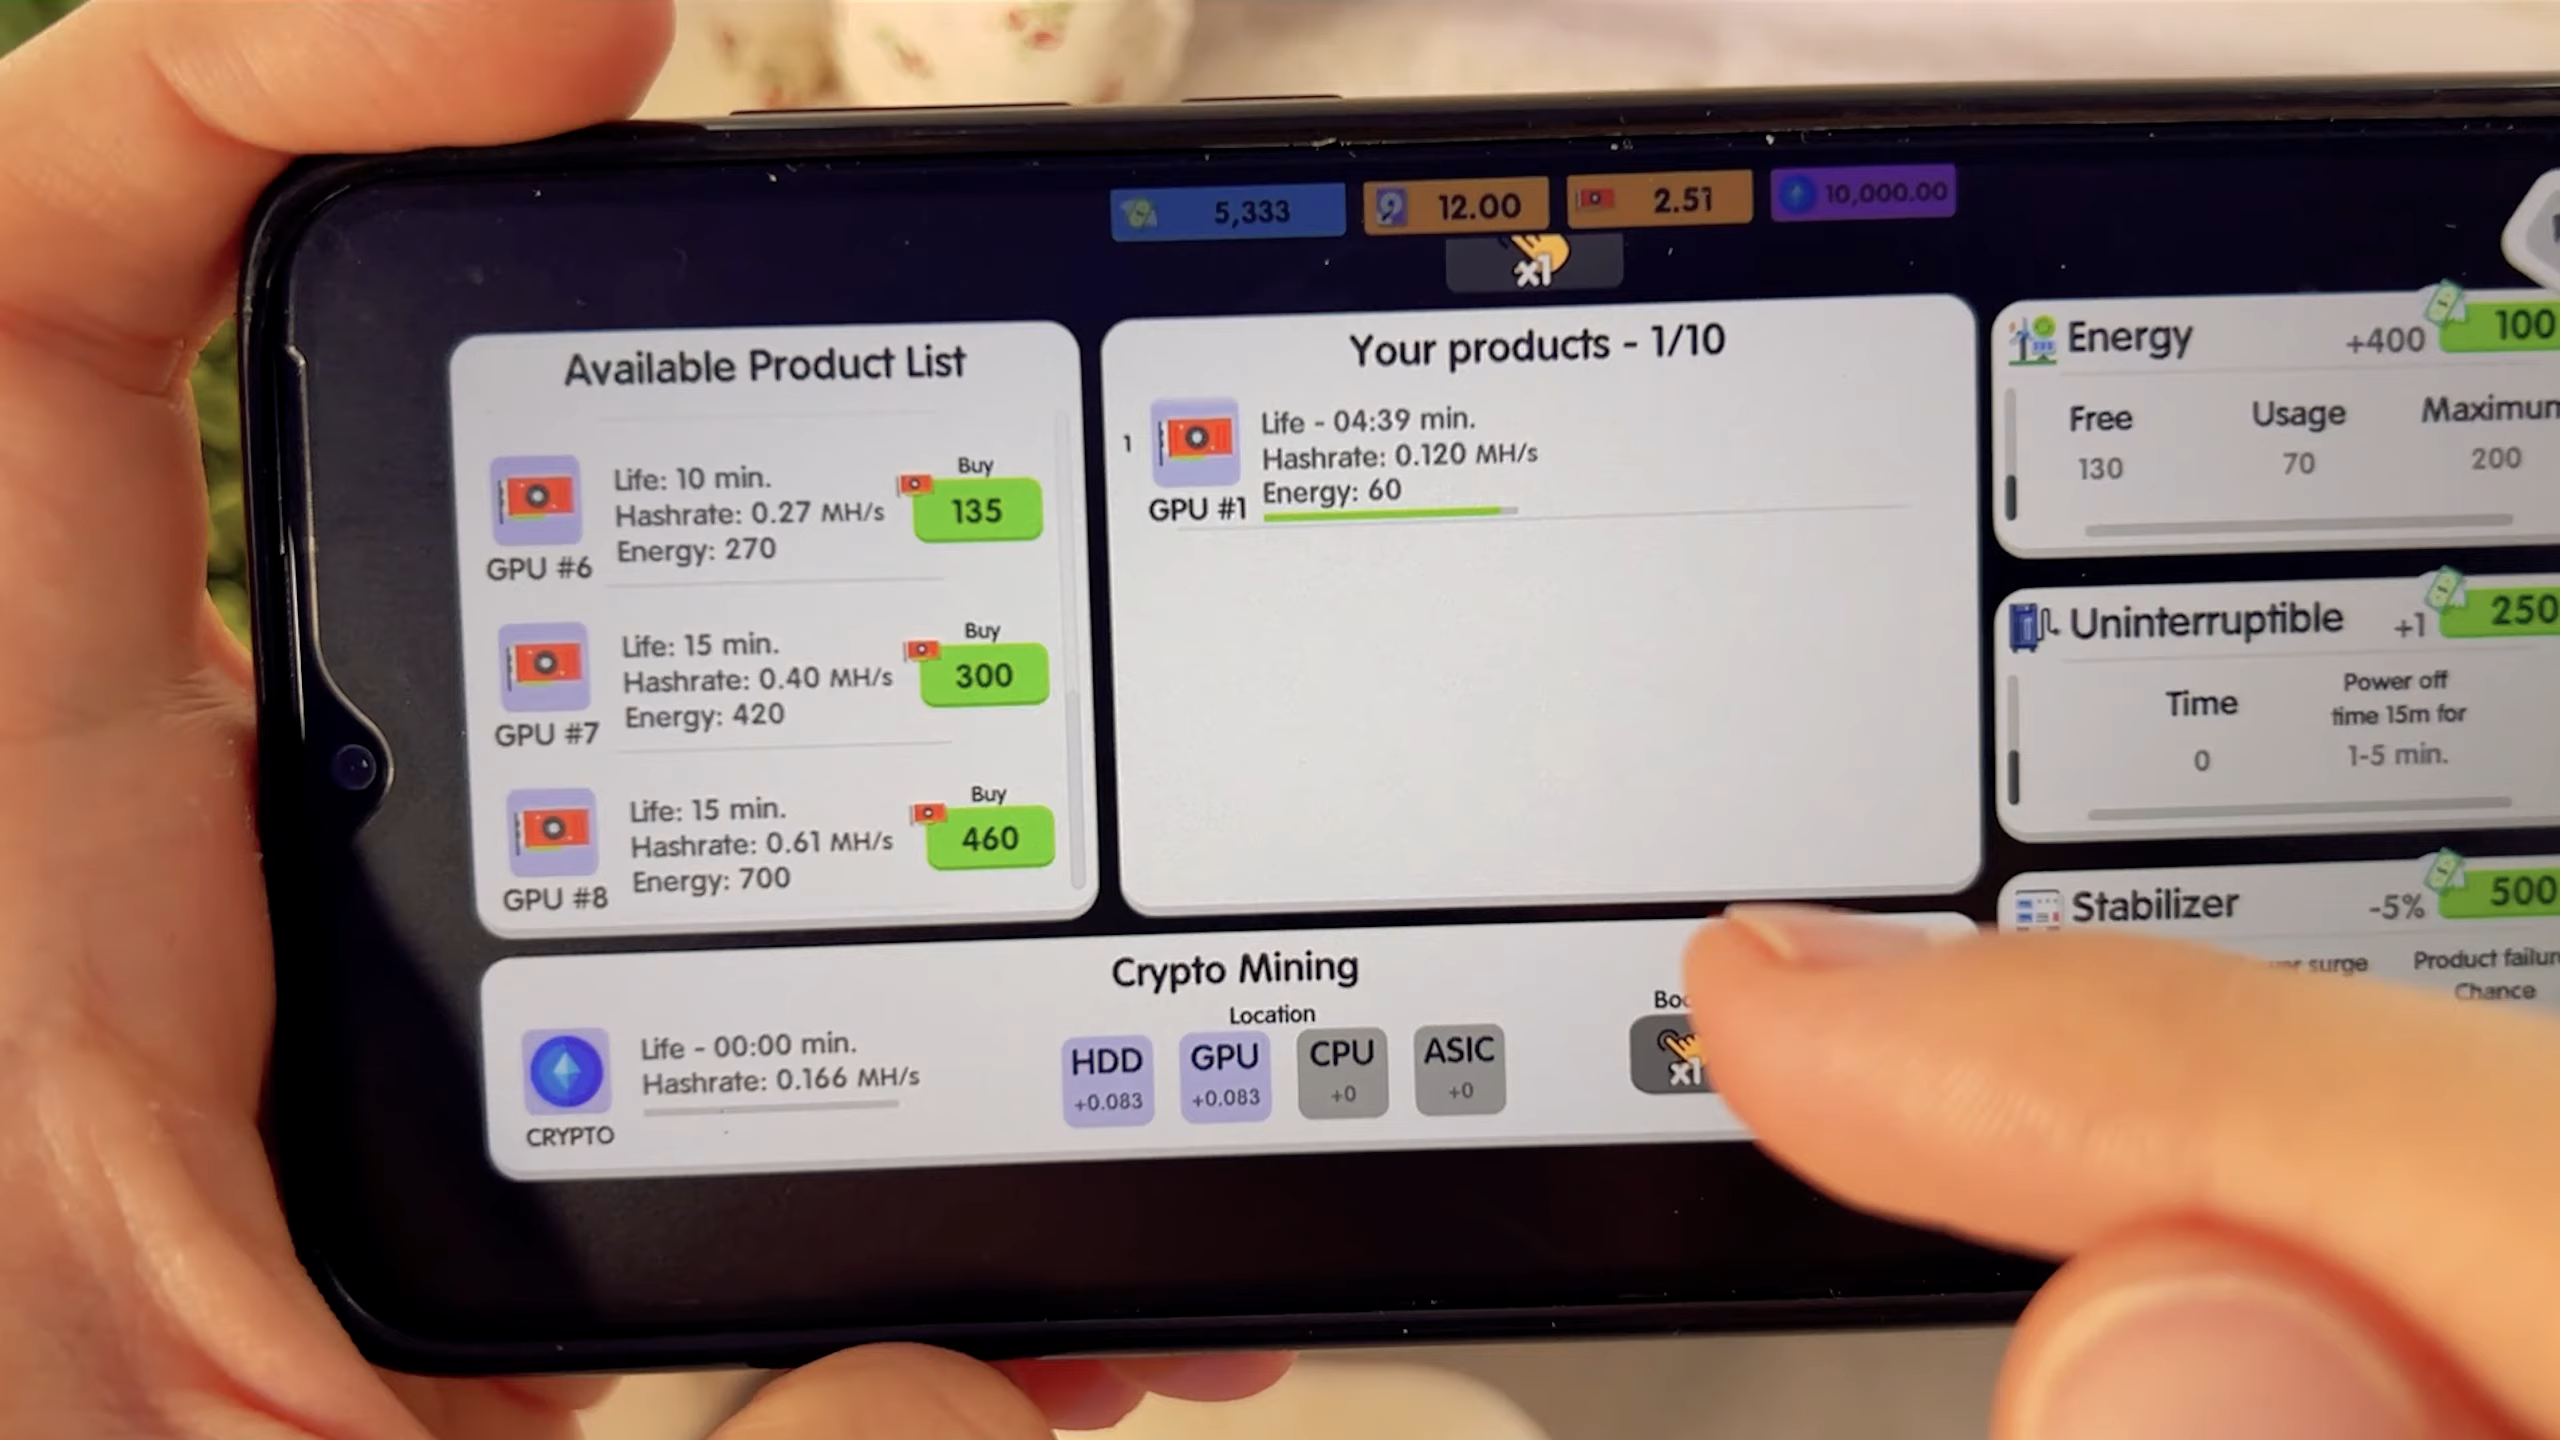 5,333
12.00
2.51
10,000.00
x1
Available Product List
Life: 10 min.
Hashrate: 0.27 MH/s
Energy: 270
GPU #6
Buy
135
Life: 15 min.
Hashrate: 0.40 MH/s
Energy: 420
GPU #7
Buy
300
Life: 15 min.
Hashrate: 0.61 MH/s
Energy: 700
GPU #8
Buy
460
Your products - 1/10
1
Life - 04:39 min.
Hashrate: 0.120 MH/s
Energy: 60
GPU #1
Energy +400 100
Free Usage Maximum
130 70 200
Uninterruptible +1 250
Time
0
Power off
time 15m for
1-5 min.
Stabilizer -5% 500
surge
Product
Chance
Crypto Mining
Location
Life - 00:00 min.
Hashrate: 0.166 MH/s
CRYPTO
HDD
+0.083
GPU
+0.083
CPU
+0
ASIC
+0
x1